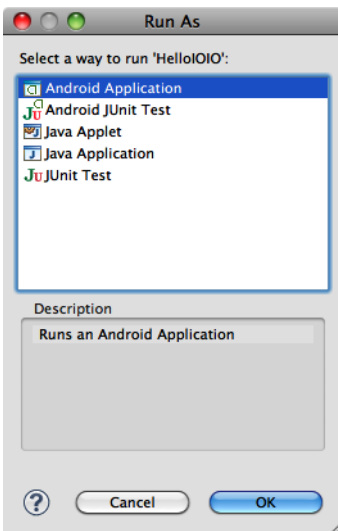 Run As
Select a way to run 'HelloIOIO':
Android Application
Android JUnit Test
Java Applet
Java Application
JUnit Test
Description
Runs an Android Application
? Cancel OK